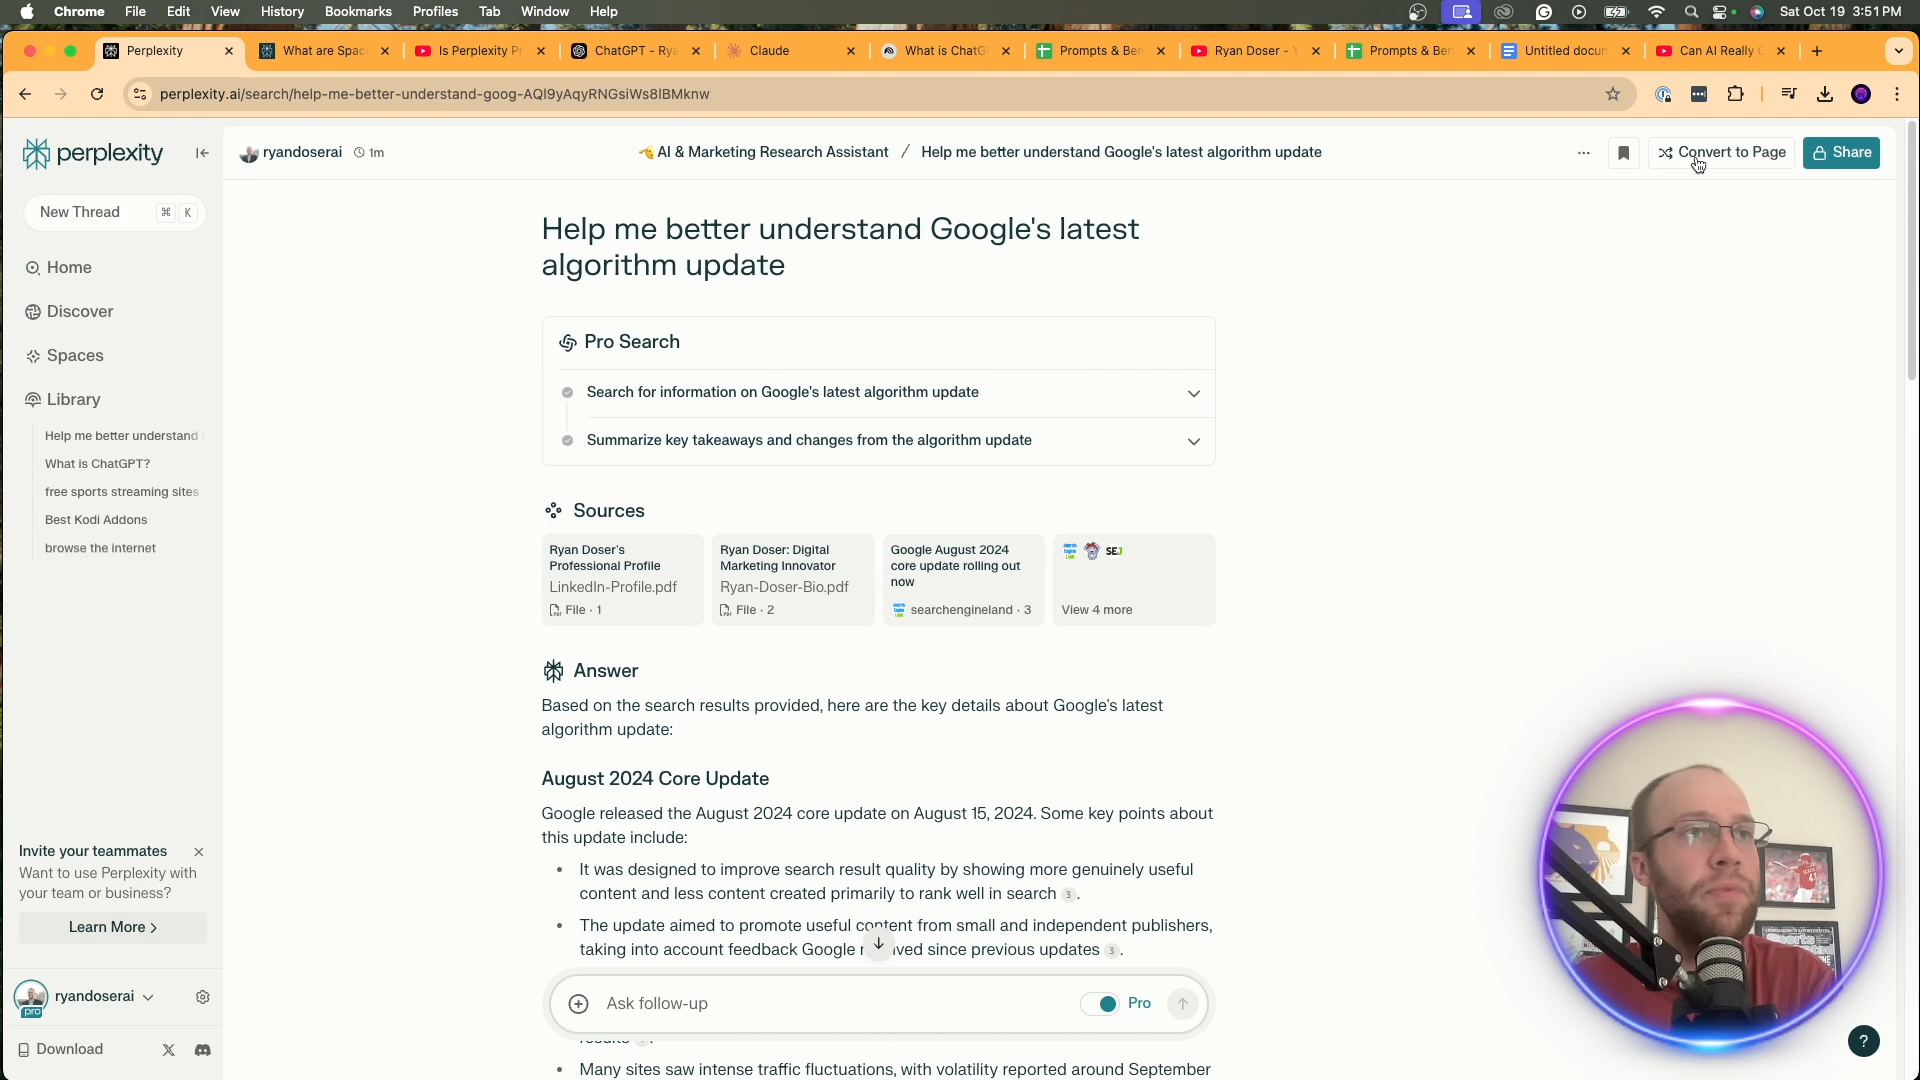 Chrome File Edit View History Bookmarks Profiles Tab Window Help Sat Oct 19 3:51 PM
Perplexity What are Spac Is Perplexity P ChatGPT - Rya Claude What is ChatG Prompts & Ben Ryan Doser - Y Prompts & Ben Untitled docum Can AI Really
perplexity.ai/search/help-me-better-understand-goog-AQI9yAqyRNGsiWs8IBMknw
perplexity
ryandoserai 1m AI & Marketing Research Assistant / Help me better understand Google's latest algorithm update Convert to Page Share
New Thread ⌘ K
Home
Discover
Spaces
Library
Help me better understand
What is ChatGPT?
free sports streaming sites
Best Kodi Addons
browse the internet
Invite your teammates
Want to use Perplexity with
your team or business?
Learn More
ryandoserai
pro
Download
Help me better understand Google's latest
algorithm update
Pro Search
Search for information on Google's latest algorithm update
Summarize key takeaways and changes from the algorithm update
Sources
Ryan Doser's
Professional Profile
LinkedIn-Profile.pdf
File · 1
Ryan Doser: Digital
Marketing Innovator
Ryan-Doser-Bio.pdf
File · 2
Google August 2024
core update rolling out
now
searchengineland · 3
SEJ
View 4 more
Answer
Based on the search results provided, here are the key details about Google's latest
algorithm update:
August 2024 Core Update
Google released the August 2024 core update on August 15, 2024. Some key points about
this update include:
• It was designed to improve search result quality by showing more genuinely useful
content and less content created primarily to rank well in search 3.
• The update aimed to promote useful content from small and independent publishers,
taking into account feedback Google since previous updates 3.
Ask follow-up Pro
• Many sites saw intense traffic fluctuations, with volatility reported around September
?